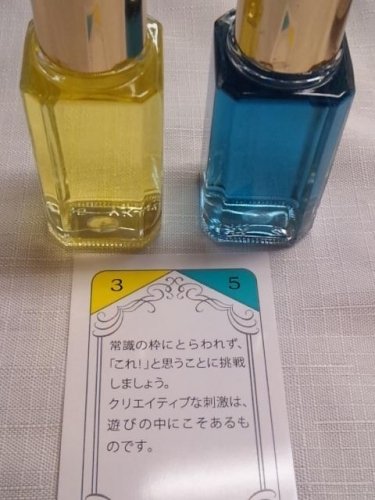 3 5
常識の枠にとらわれず、
「これ!」と思うことに挑戦
しましょう。
クリエイティブな刺激は、
遊びの中にこそあるも
のです。